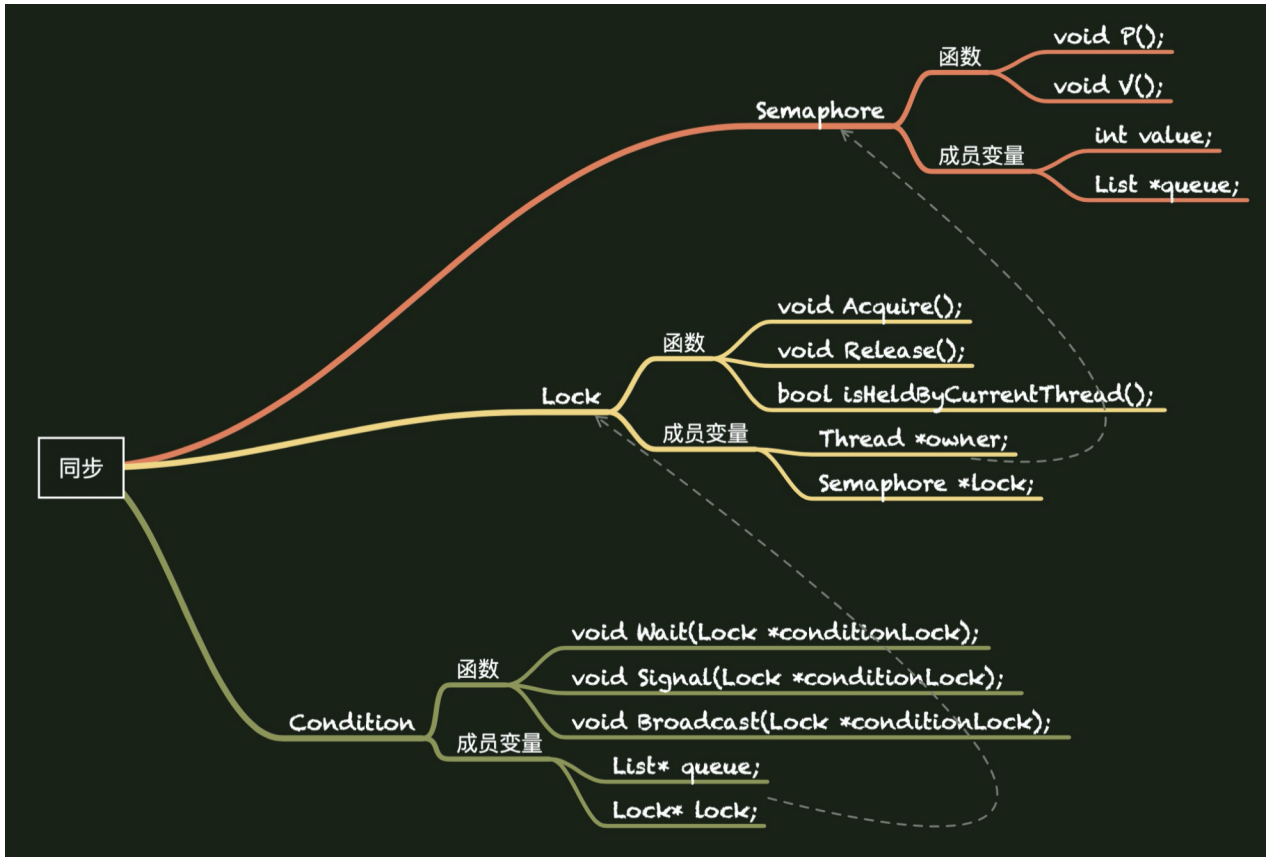 同步
Semaphore
函数
void P();
void V();
成员变量
int value;
List *queue;
Lock
函数
void Acquire();
void Release();
bool isHeldByCurrentThread();
成员变量
Thread *owner;
Semaphore *lock;
Condition
函数
void Wait(Lock *conditionLock);
void Signal(Lock *conditionLock);
void Broadcast(Lock *conditionLock);
成员变量
List* queue;
Lock* lock;